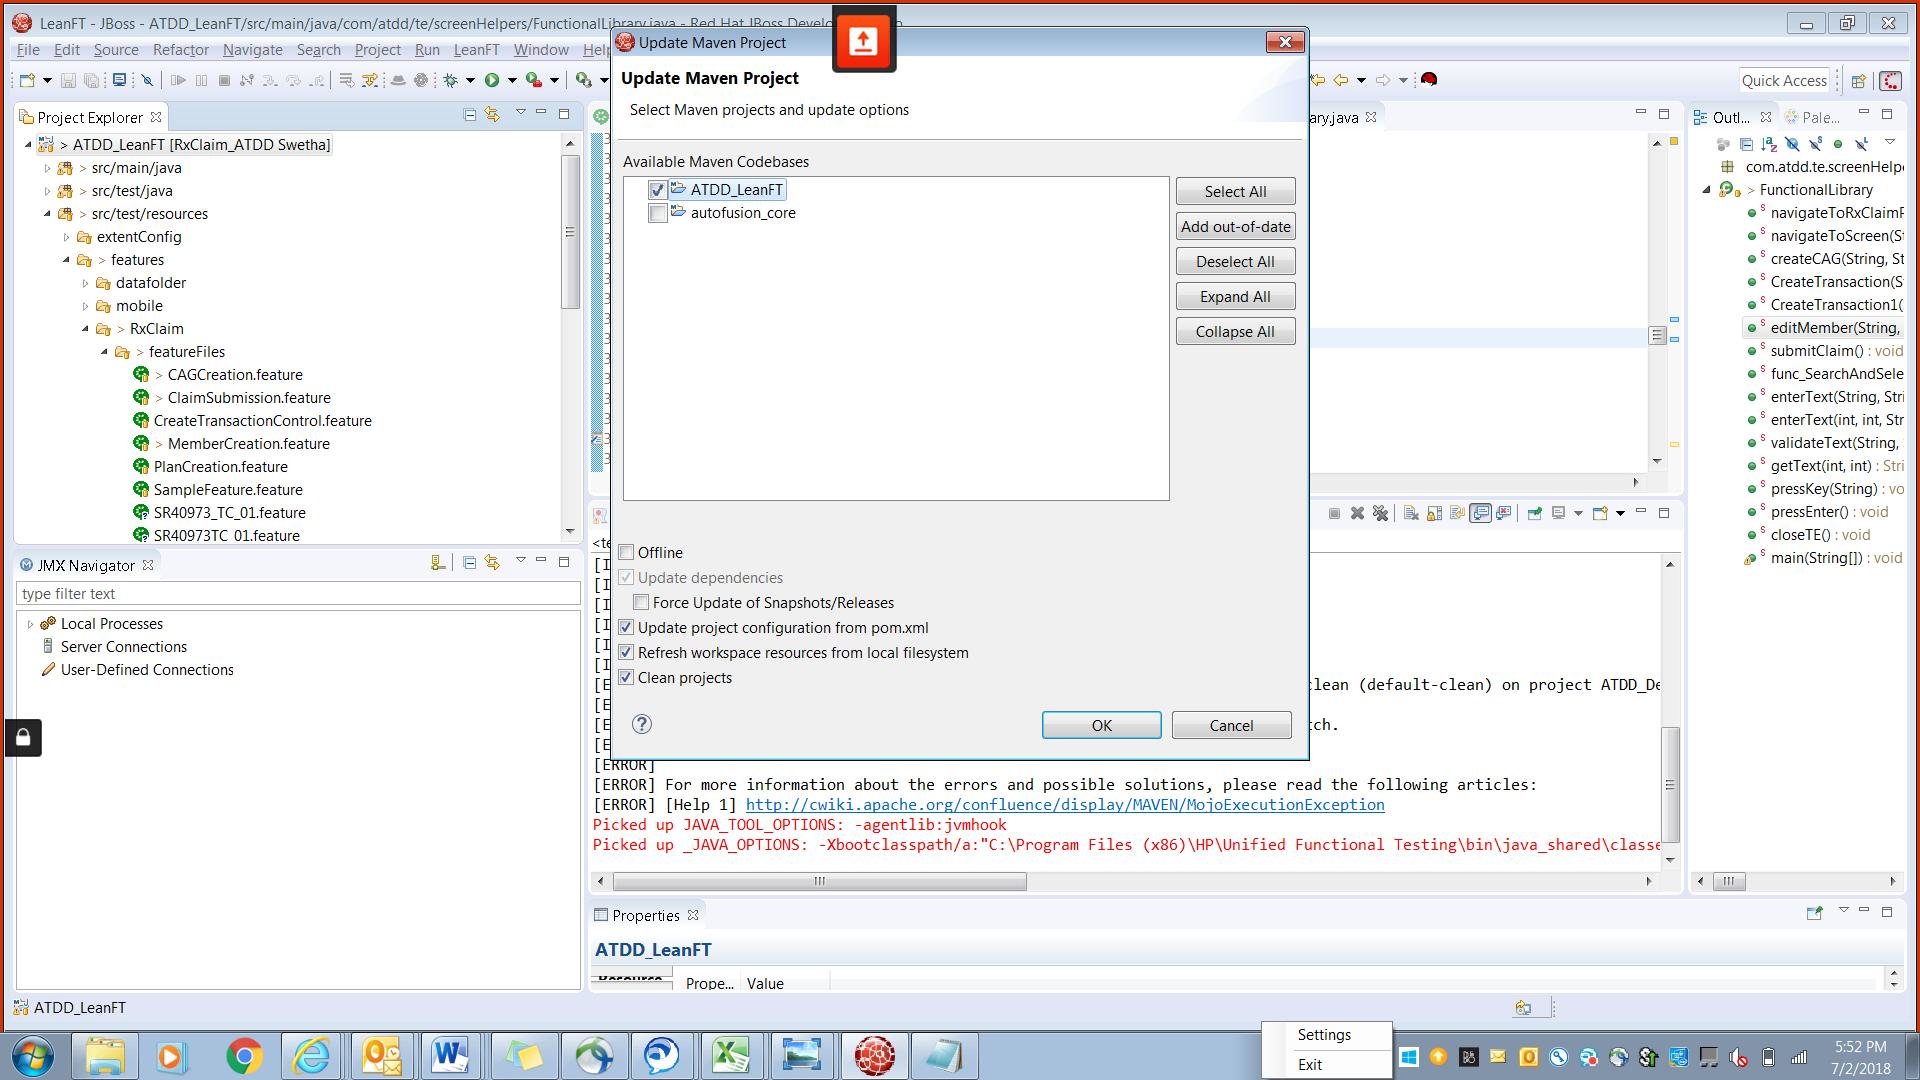 LeanFT - JBoss - ATDD_LeanFT/src/main/java/com/atdd/te/screenHelpers/FunctionalLibrary.java - Red Hat JBoss Develo
File Edit Source Refactor Navigate Search Project Run LeanFT Window Help
Quick Access
Update Maven Project
Update Maven Project
Select Maven projects and update options
Available Maven Codebases
ATDD_LeanFT
autofusion_core
Select All
Add out-of-date
Deselect All
Expand All
Collapse All
Offline
Update dependencies
Force Update of Snapshots/Releases
Update project configuration from pom.xml
Refresh workspace resources from local filesystem
Clean projects
OK
Cancel
Project Explorer
> ATDD_LeanFT [RxClaim_ATDD Swetha]
> src/main/java
> src/test/java
> src/test/resources
extentConfig
> features
datafolder
mobile
> RxClaim
> featureFiles
> CAGCreation.feature
> ClaimSubmission.feature
CreateTransactionControl.feature
> MemberCreation.feature
PlanCreation.feature
SampleFeature.feature
SR40973_TC_01.feature
SR40973TC_01.feature
JMX Navigator
type filter text
Local Processes
Server Connections
User-Defined Connections
ary.java
Outl...
Pale...
com.atdd.te.screenHelpe
> FunctionalLibrary
navigateToRxClaimF
navigateToScreen(St
createCAG(String, St
CreateTransaction(S
CreateTransaction1(
editMember(String,
submitClaim() : void
func_SearchAndSele
enterText(String, Stri
enterText(int, int, Str
validateText(String,
getText(int, int) : Stri
pressKey(String) : vo
pressEnter() : void
closeTE() : void
main(String[]) : void
<te
[I
[I
[I
[I
[I
[I
[E lean (default-clean) on project ATDD_De
[E
[E tch.
[E
[ERROR]
[ERROR] For more information about the errors and possible solutions, please read the following articles:
[ERROR] [Help 1] http://cwiki.apache.org/confluence/display/MAVEN/MojoExecutionException
Picked up JAVA_TOOL_OPTIONS: -agentlib:jvmhook
Picked up _JAVA_OPTIONS: -Xbootclasspath/a:"C:\Program Files (x86)\HP\Unified Functional Testing\bin\java_shared\classe
Properties
ATDD_LeanFT
Resource
Prope... Value
ATDD_LeanFT
Settings
Exit
5:52 PM
7/2/2018